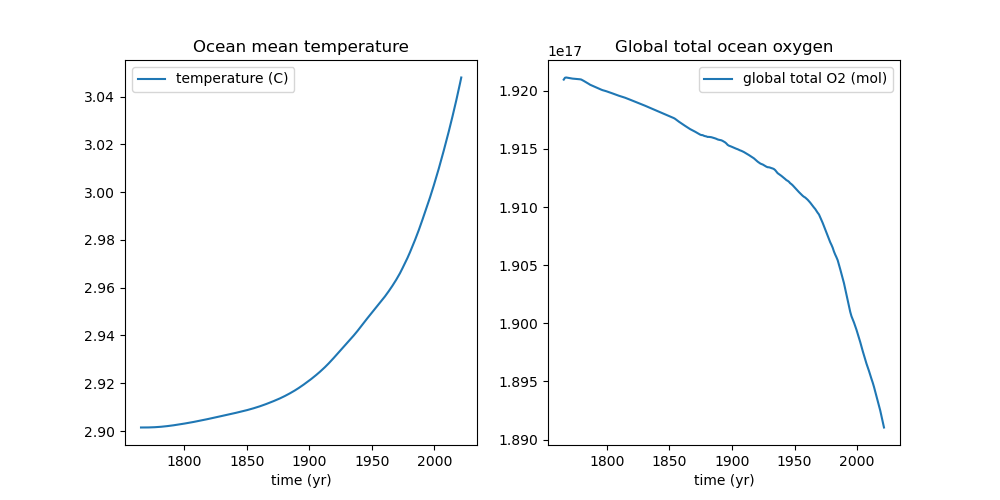 Ocean mean temperature
temperature (C)
3.04
3.02
3.00
2.98
2.96
2.94
2.92
2.90
1800 1850 1900 1950 2000
time (yr)
1e17
Global total ocean oxygen
global total O2 (mol)
1.920
1.915
1.910
1.905
1.900
1.895
1.890
1800 1850 1900 1950 2000
time (yr)